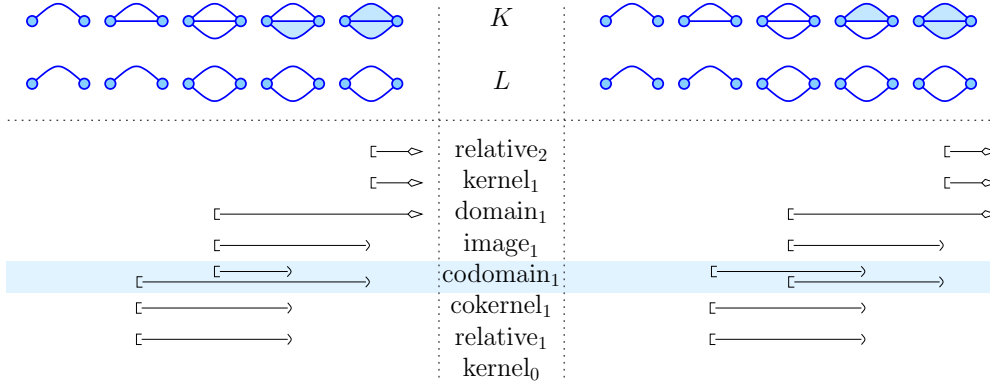 K
L
relative₂
kernel₁
domain₁
image₁
codomain₁
cokernel₁
relative₁
kernel₀